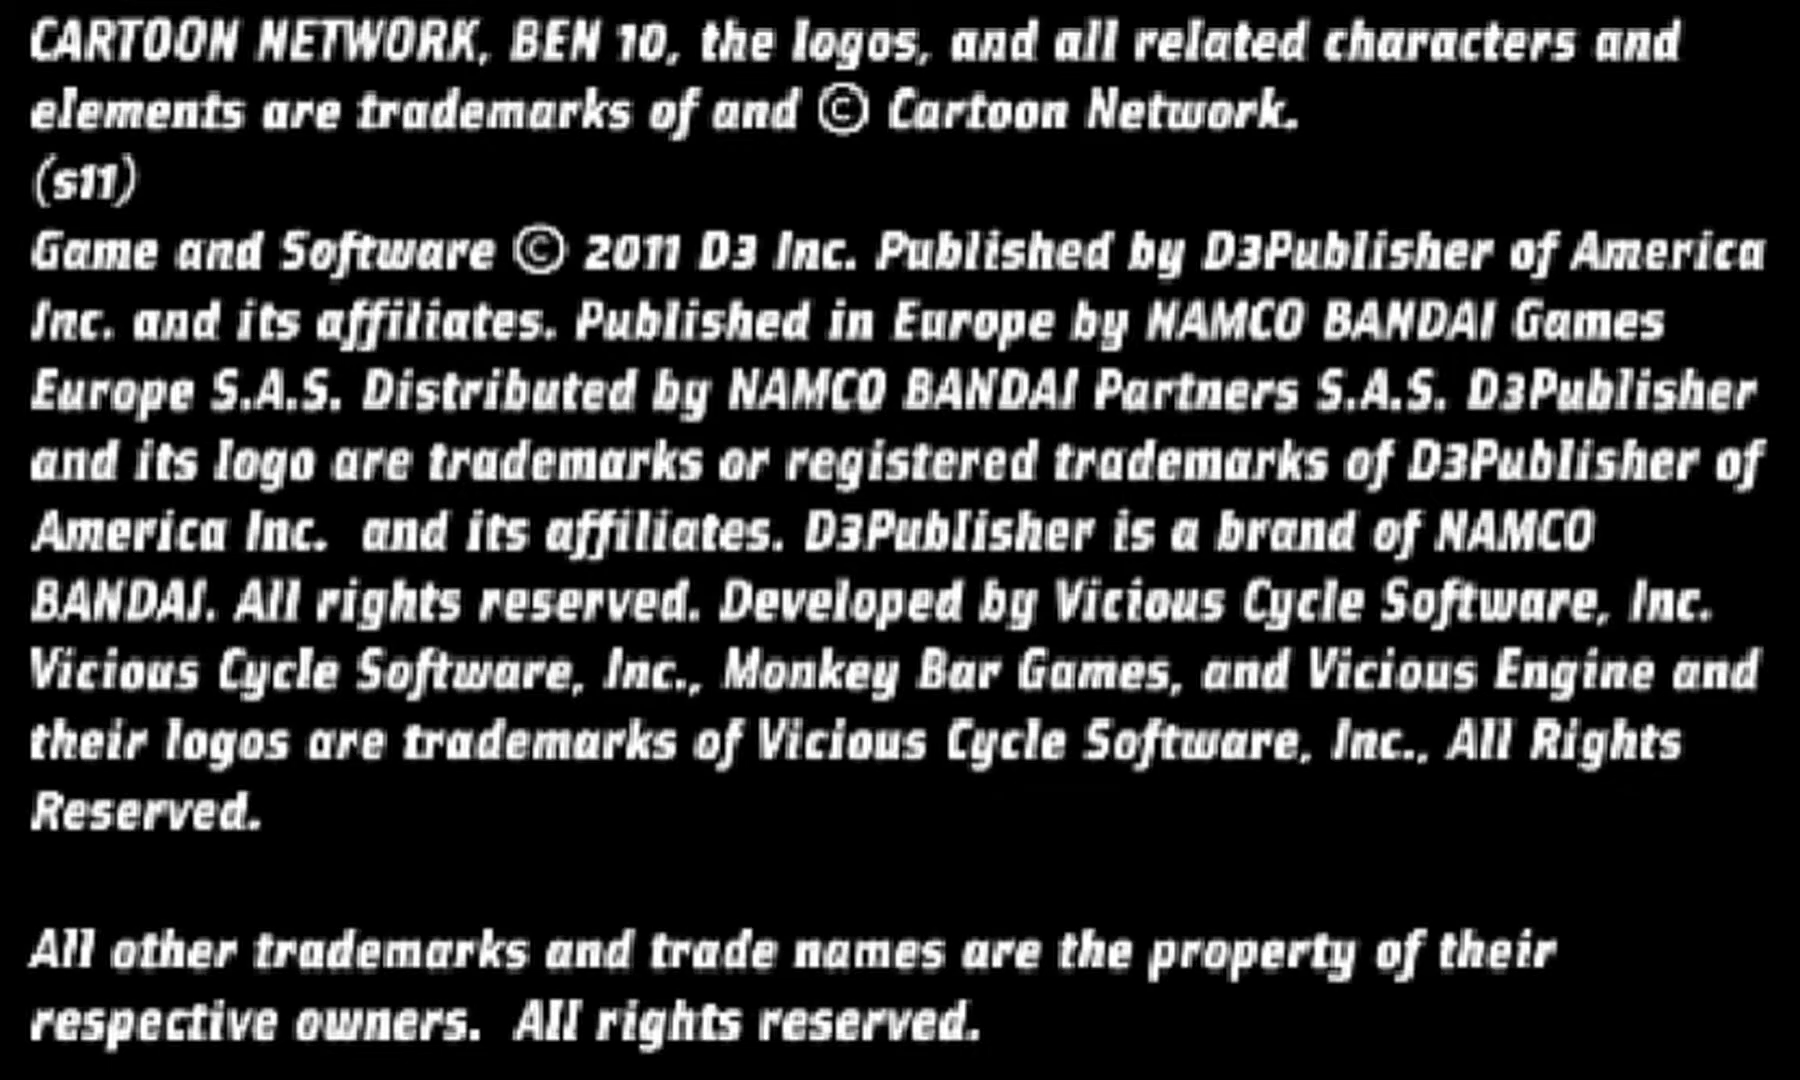 CARTOON NETWORK, BEN 10, the logos, and all related characters and
elements are trademarks of and © Cartoon Network.
(s11)
Game and Software © 2011 D3 Inc. Published by D3Publisher of America
Inc. and its affiliates. Published in Europe by NAMCO BANDAI Games
Europe S.A.S. Distributed by NAMCO BANDAI Partners S.A.S. D3Publisher
and its logo are trademarks or registered trademarks of D3Publisher of
America Inc.  and its affiliates. D3Publisher is a brand of NAMCO
BANDAI. All rights reserved. Developed by Vicious Cycle Software, Inc.
Vicious Cycle Software, Inc., Monkey Bar Games, and Vicious Engine and
their logos are trademarks of Vicious Cycle Software, Inc., All Rights
Reserved.
All other trademarks and trade names are the property of their
respective owners.  All rights reserved.